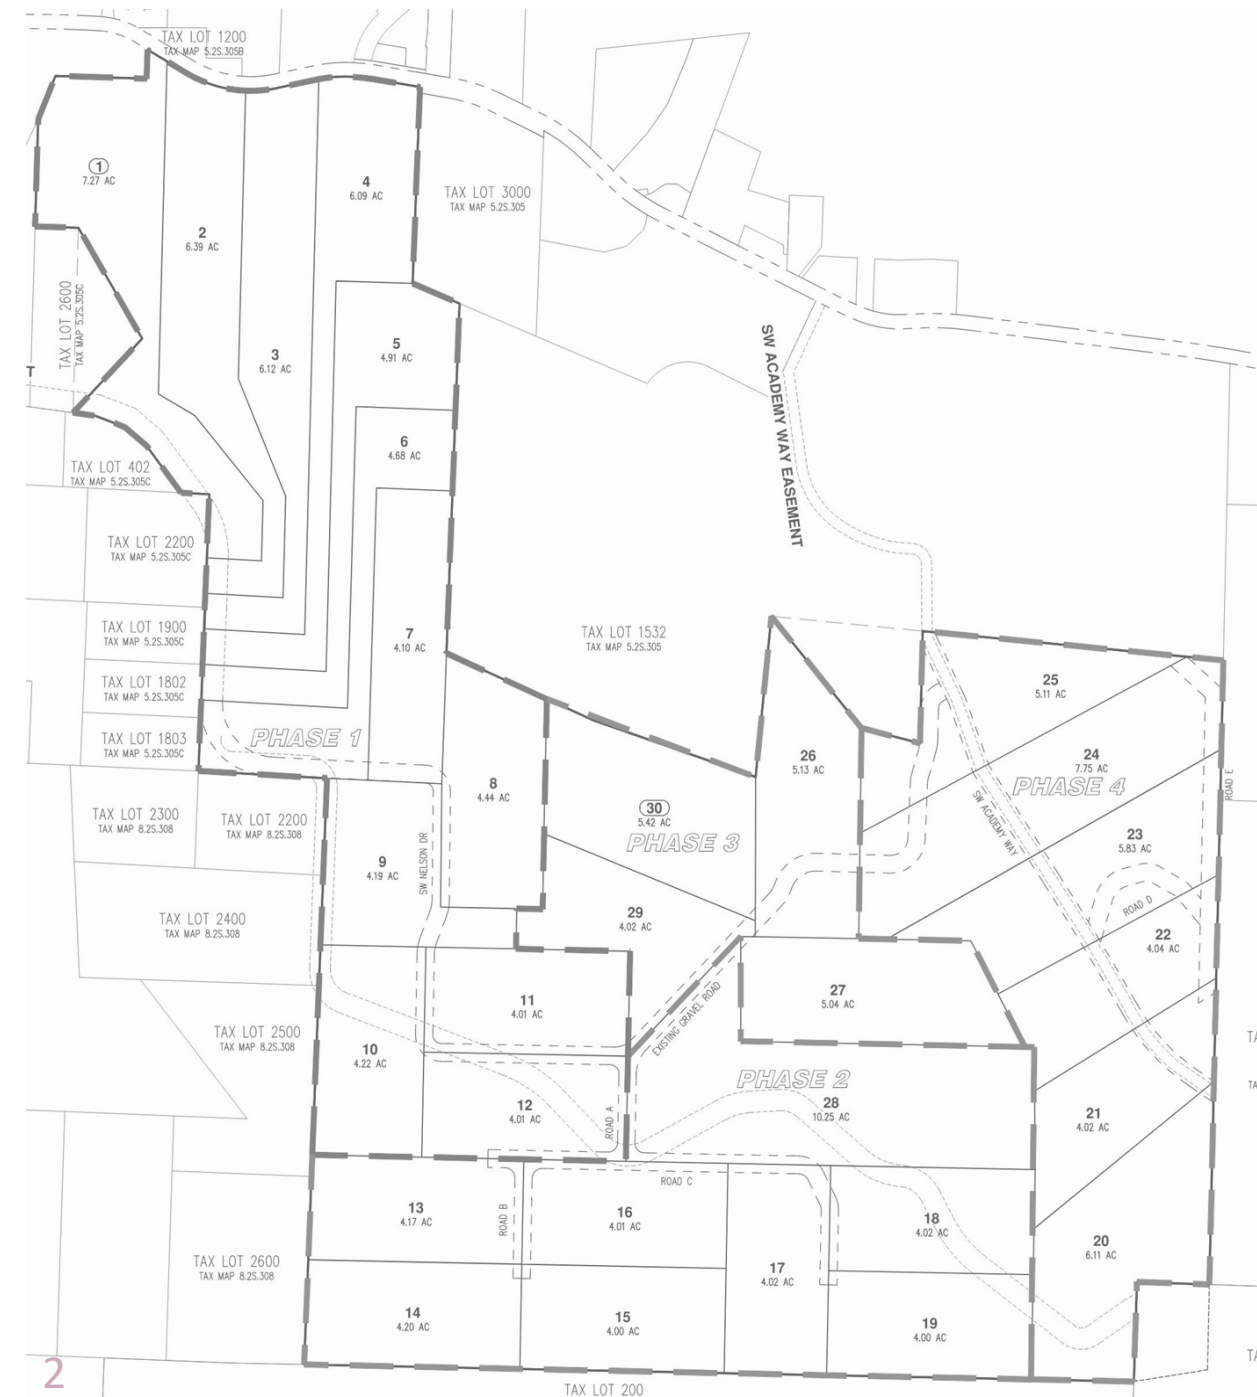 TAX LOT 1200
TAX MAP 5.2S.305B
1
7.27 AC
4
6.09 AC
TAX LOT 3000
TAX MAP 5.2S.305
2
6.39 AC
TAX LOT 2600
TAX MAP 5.2S.305C
T
3
6.12 AC
5
4.91 AC
SW ACADEMY WAY EASEMENT
6
4.68 AC
TAX LOT 402
TAX MAP 5.2S.305C
TAX LOT 2200
TAX MAP 5.2S.305C
TAX LOT 1900
TAX MAP 5.2S.305C
7
4.10 AC
TAX LOT 1532
TAX MAP 5.2S.305
TAX LOT 1802
TAX MAP 5.2S.305C
25
5.11 AC
TAX LOT 1803
TAX MAP 5.2S.305C
PHASE 1
26
5.13 AC
24
7.75 AC
PHASE 4
ROAD E
8
4.44 AC
TAX LOT 2300
TAX MAP 8.2S.308
TAX LOT 2200
TAX MAP 8.2S.308
30
5.42 AC
PHASE 3
SW ACADEMY WAY
23
5.83 AC
9
4.19 AC
SW NELSON DR
TAX LOT 2400
TAX MAP 8.2S.308
29
4.02 AC
ROAD D
22
4.04 AC
27
5.04 AC
11
4.01 AC
EXISTING GRAVEL ROAD
TAX LOT 2500
TAX MAP 8.2S.308
TA
10
4.22 AC
PHASE 2
TA
12
4.01 AC
ROAD A
28
10.25 AC
21
4.02 AC
ROAD C
13
4.17 AC
ROAD B
16
4.01 AC
18
4.02 AC
20
6.11 AC
TAX LOT 2600
TAX MAP 8.2S.308
17
4.02 AC
14
4.20 AC
15
4.00 AC
19
4.00 AC
TA
2
TAX LOT 200